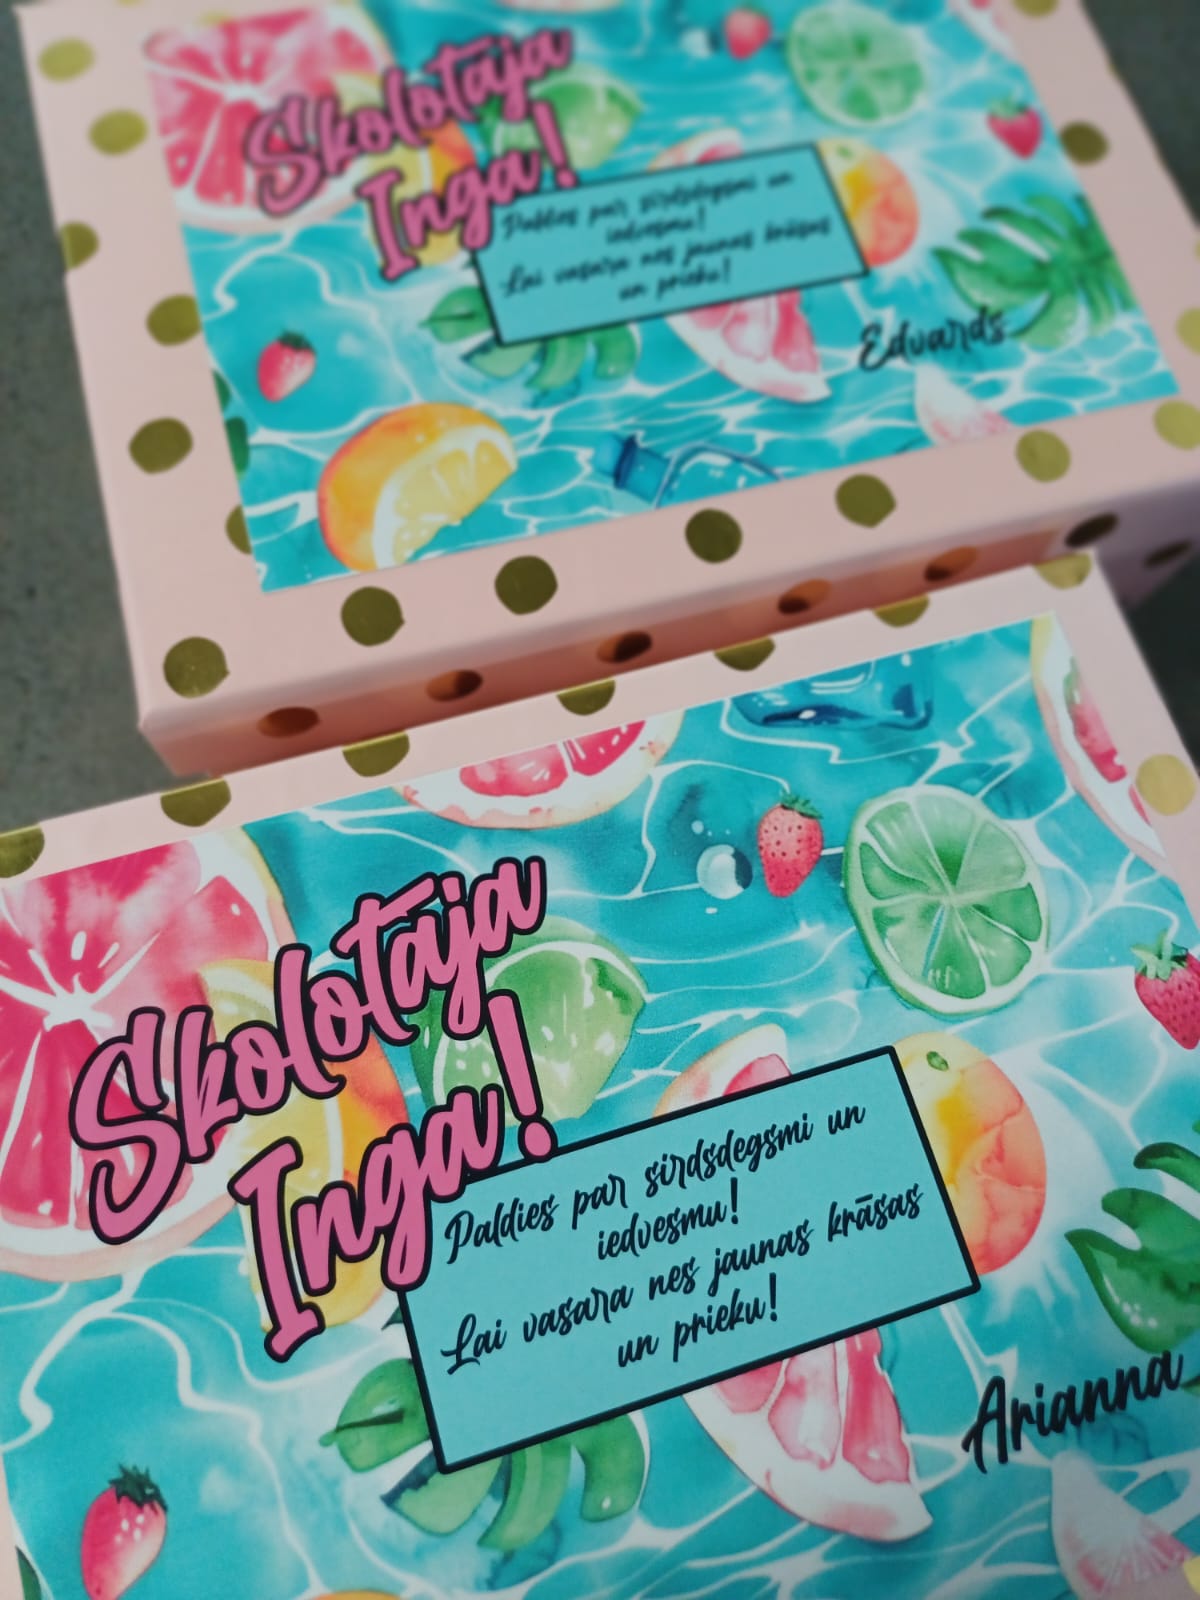 Skolotāja
Inga!
Paldies par sirdsdegsmi un
iedvesmu!
Lai vasara nes jaunas krāsas
un prieku!
Edvards
Skolotāja
Inga!
Paldies par sirdsdegsmi un
iedvesmu!
Lai vasara nes jaunas krāsas
un prieku!
Arianna